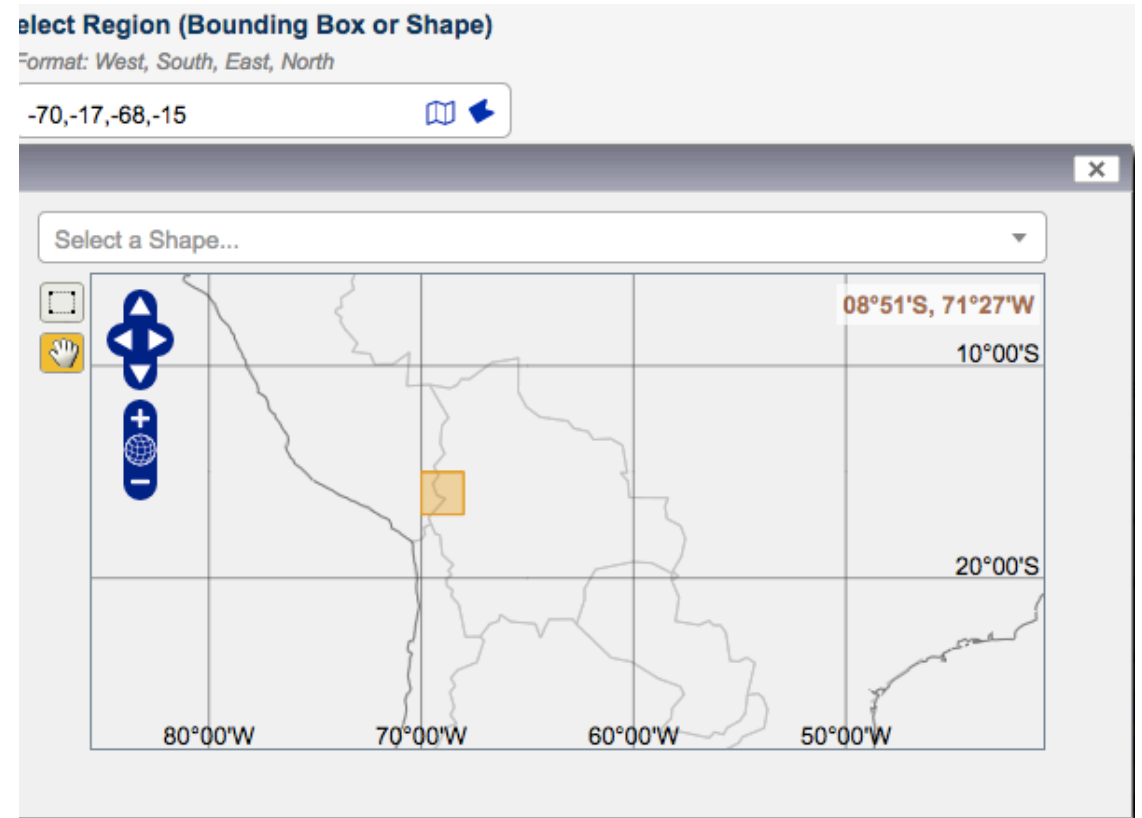 elect Region (Bounding Box or Shape)
Format: West, South, East, North
-70,-17,-68,-15
Select a Shape...
08°51'S, 71°27'W
10°00'S
20°00'S
80°00'W 70°00'W 60°00'W 50°00'W